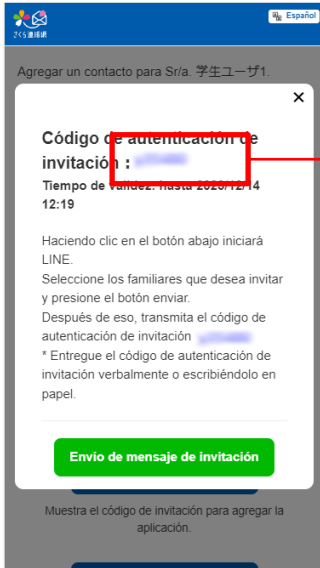 さくら連絡網
Español
Agregar un contacto para Sr/a. 学生ユーザ1.
×
Código de autenticación de
invitación :
Tiempo de validez: hasta 2020/12/14
12:19
Haciendo clic en el botón abajo iniciará
LINE.
Seleccione los familiares que desea invitar
y presione el botón enviar.
Después de eso, transmita el código de
autenticación de invitación
* Entregue el código de autenticación de
invitación verbalmente o escribiéndolo en
papel.
Envío de mensaje de invitación
Muestra el código de invitación para agregar la
aplicación.